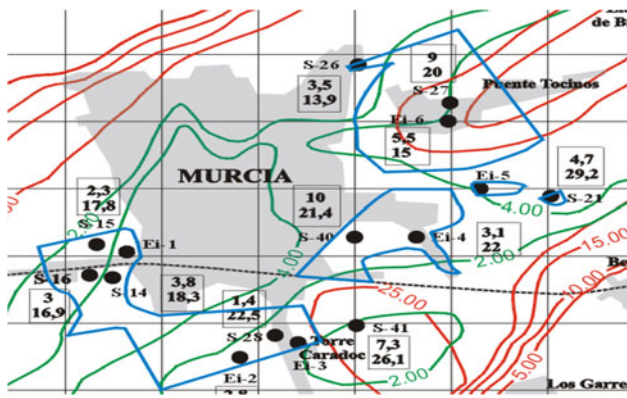 de B
S-26
9
20
3,5
13,9
S-27
Puente Tocinos
Ei-6
5,5
15
MURCIA
Ei-5
4,7
29,2
S-21
4.00
2,3
17,8
S-15
2.00
10
21,4
S-40
Ei-4
3,1
22
Ei-1
4.00
2.00
15.00
S-16
S-14
3
16,9
3,8
18,3
1,4
22,5
25.00
10.00
S-28
S-41
Torre
Caradoc
7,3
26,1
Ei-3
Ei-2
2.00
5.00
Los Garre